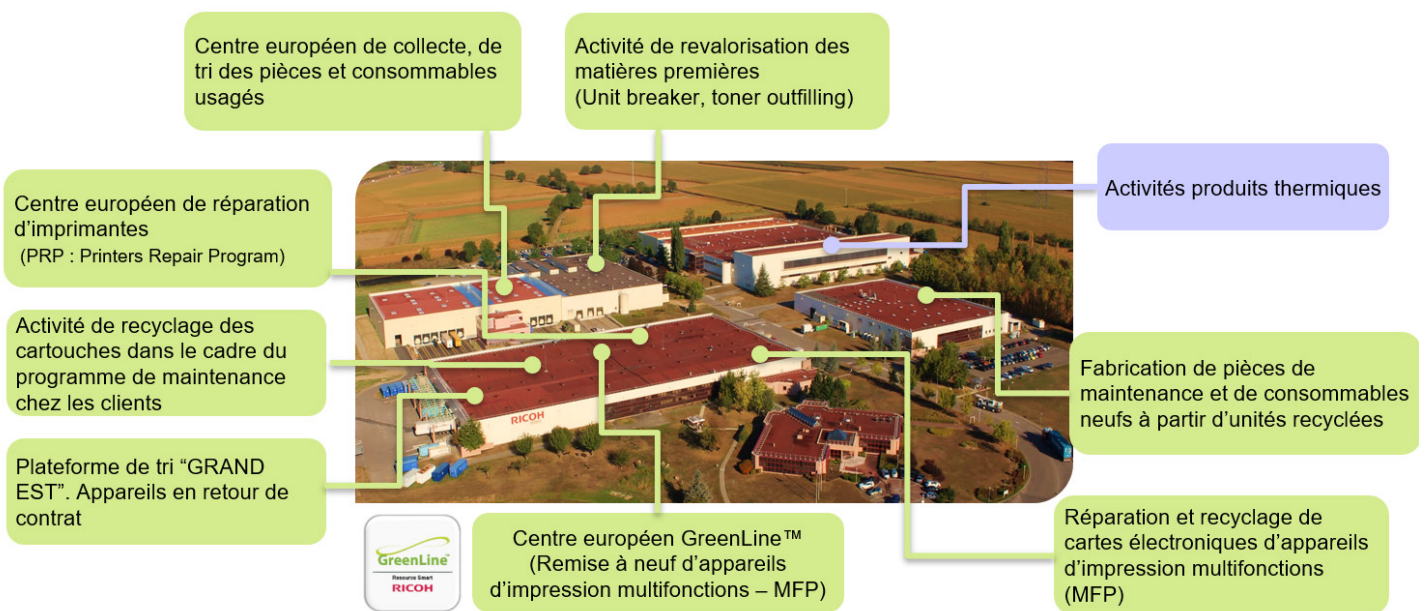 Centre européen de collecte, de
tri des pièces et consommables
usagés
Activité de revalorisation des
matières premières
(Unit breaker, toner outfilling)
Activités produits thermiques
Centre européen de réparation
d’imprimantes
(PRP : Printers Repair Program)
Activité de recyclage des
cartouches dans le cadre du
programme de maintenance
chez les clients
Fabrication de pièces de
maintenance et de consommables
neufs à partir d’unités recyclées
RICOH
Plateforme de tri “GRAND
EST”. Appareils en retour de
contrat
GreenLine™
Resource Smart
RICOH
Centre européen GreenLine™
(Remise à neuf d’appareils
d’impression multifonctions – MFP)
Réparation et recyclage de
cartes électroniques d’appareils
d’impression multifonctions
(MFP)